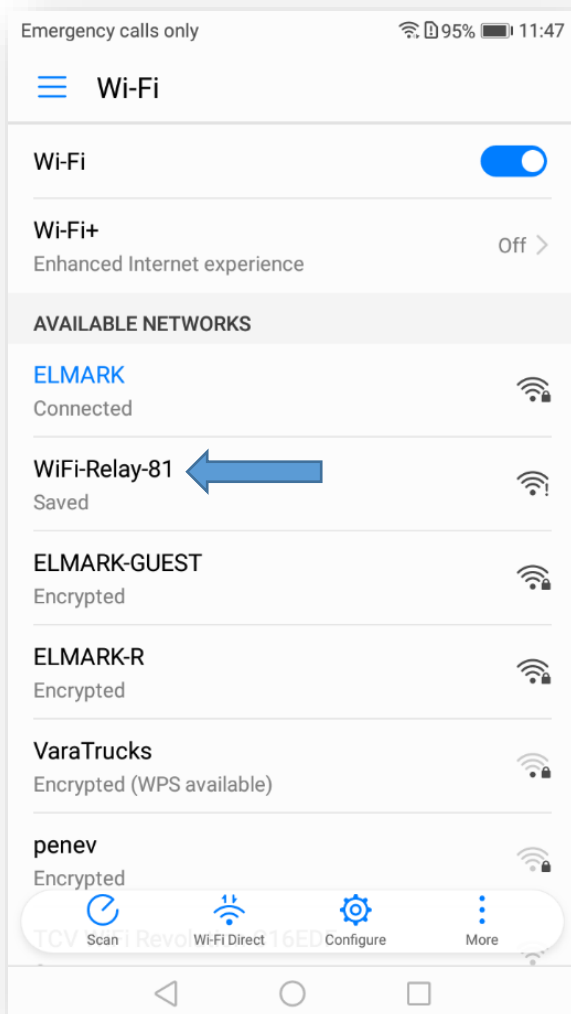 Emergency calls only 95% 11:47
Wi-Fi
Wi-Fi
Wi-Fi+
Enhanced Internet experience
Off
AVAILABLE NETWORKS
ELMARK
Connected
WiFi-Relay-81
Saved
ELMARK-GUEST
Encrypted
ELMARK-R
Encrypted
VaraTrucks
Encrypted (WPS available)
penev
Encrypted
TCV WiFi
Scan Wi-Fi Direct Configure More